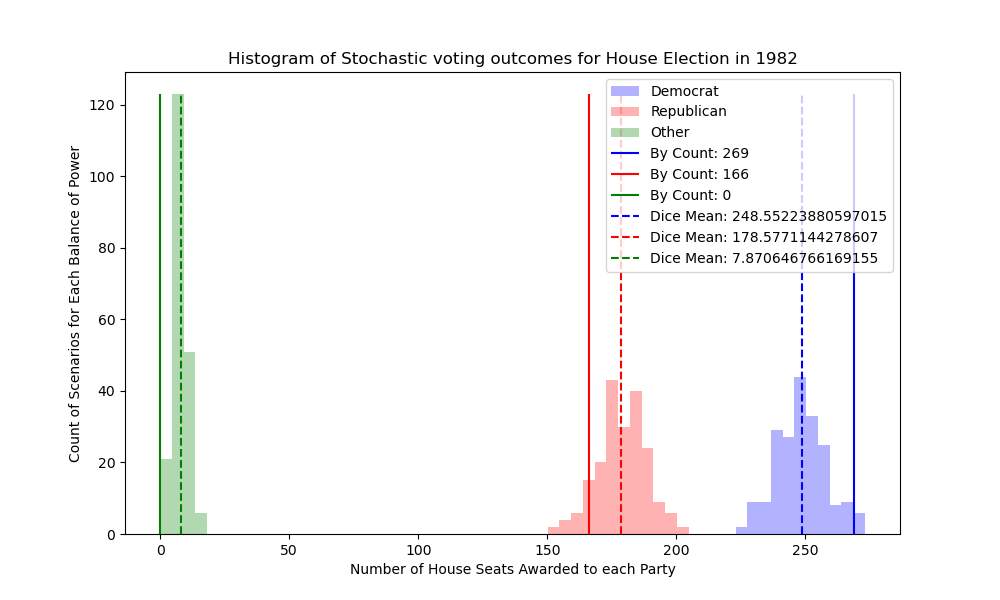 Histogram of Stochastic voting outcomes for House Election in 1982
Count of Scenarios for Each Balance of Power
120
100
80
60
40
20
0
Democrat
Republican
Other
By Count: 269
By Count: 166
By Count: 0
Dice Mean: 248.55223880597015
Dice Mean: 178.5771144278607
Dice Mean: 7.870646766169155
0 50 100 150 200 250
Number of House Seats Awarded to each Party